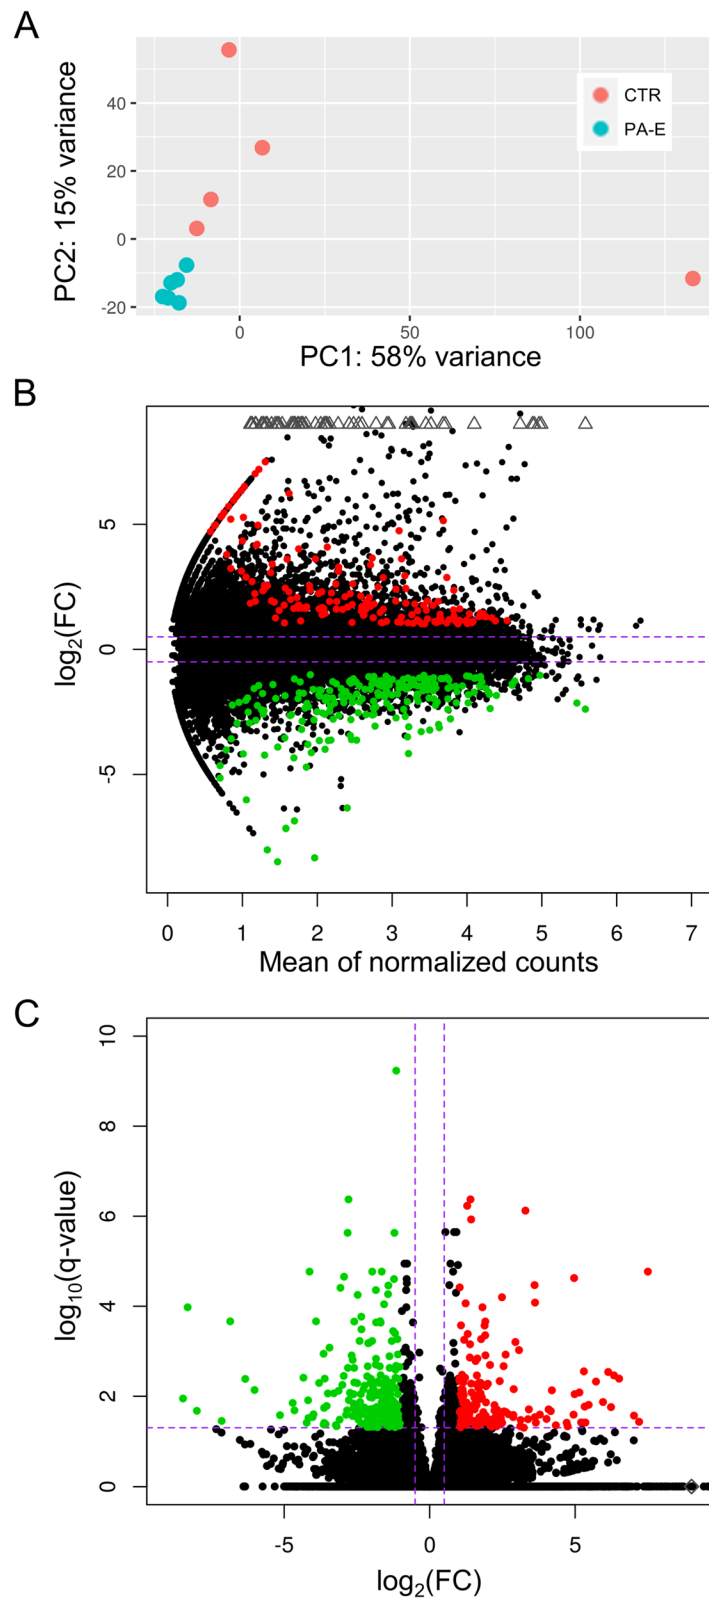 A
PC2: 15% variance
40
20
0
-20
CTR
PA-E
0
50
100
PC1: 58% variance
B
log2(FC)
5
0
-5
0
1
2
3
4
5
6
7
Mean of normalized counts
C
log10(q-value)
10
8
6
4
2
0
-5
0
5
log2(FC)